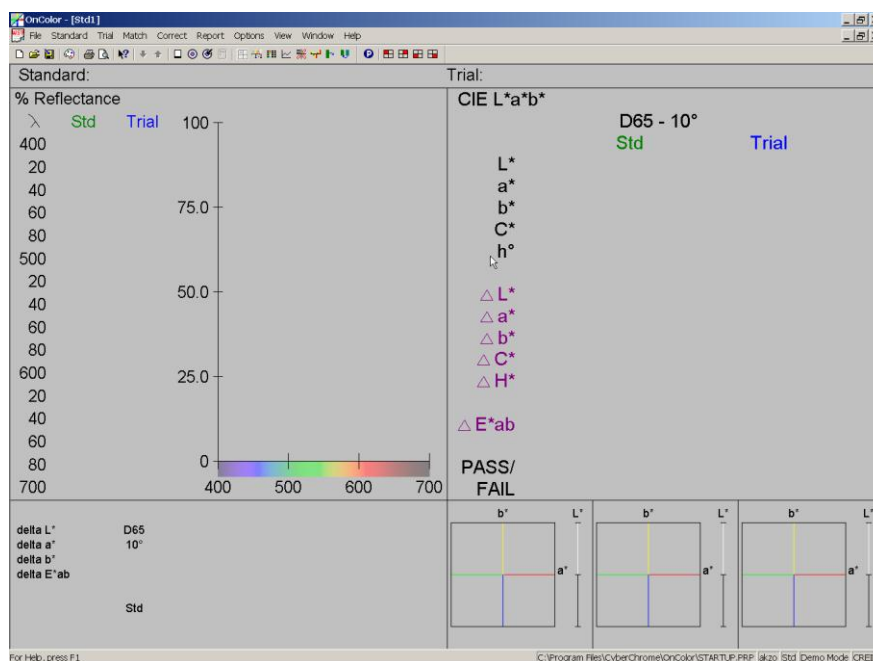 OnColor - [Std1]
File Standard Trial Match Correct Report Options View Window Help
Standard:
Trial:
% Reflectance
λ Std Trial
400
20
40
60
80
500
20
40
60
80
600
20
40
60
80
700
100
75.0
50.0
25.0
0
400 500 600 700
CIE L*a*b*
D65 - 10°
Std Trial
L*
a*
b*
C*
h°
△ L*
△ a*
△ b*
△ C*
△ H*
△ E*ab
PASS/
FAIL
delta L* D65
delta a* 10°
delta b*
delta E*ab
Std
b* L*
a*
b* L*
a*
b* L*
a*
For Help, press F1
C:\Program Files\CyberChrome\OnColor\STARTUP.PRP akzo Std Demo Mode